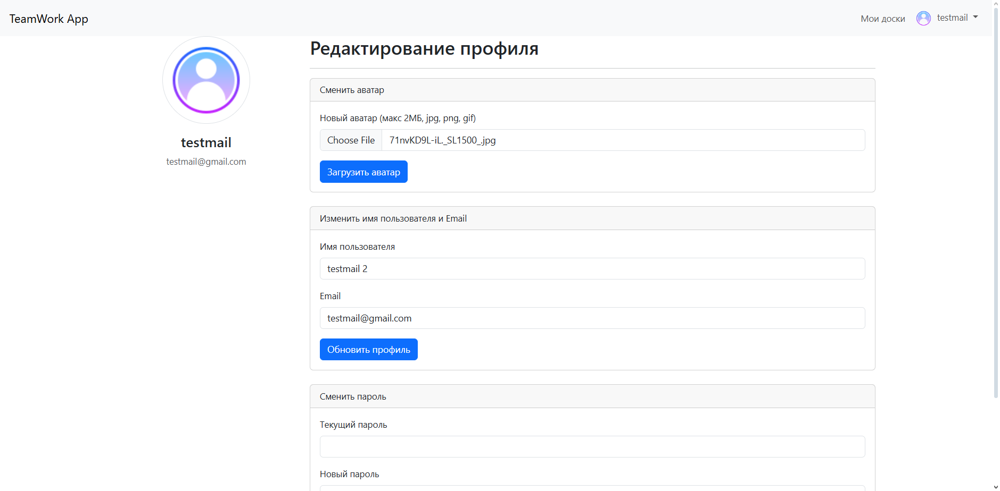 TeamWork App
Мои доски
testmail
testmail
testmail@gmail.com
Редактирование профиля
Сменить аватар
Новый аватар (макс 2МБ, jpg, png, gif)
Choose File 71nvKD9L-iL._SL1500_.jpg
Загрузить аватар
Изменить имя пользователя и Email
Имя пользователя
testmail 2
Email
testmail@gmail.com
Обновить профиль
Сменить пароль
Текущий пароль
Новый пароль